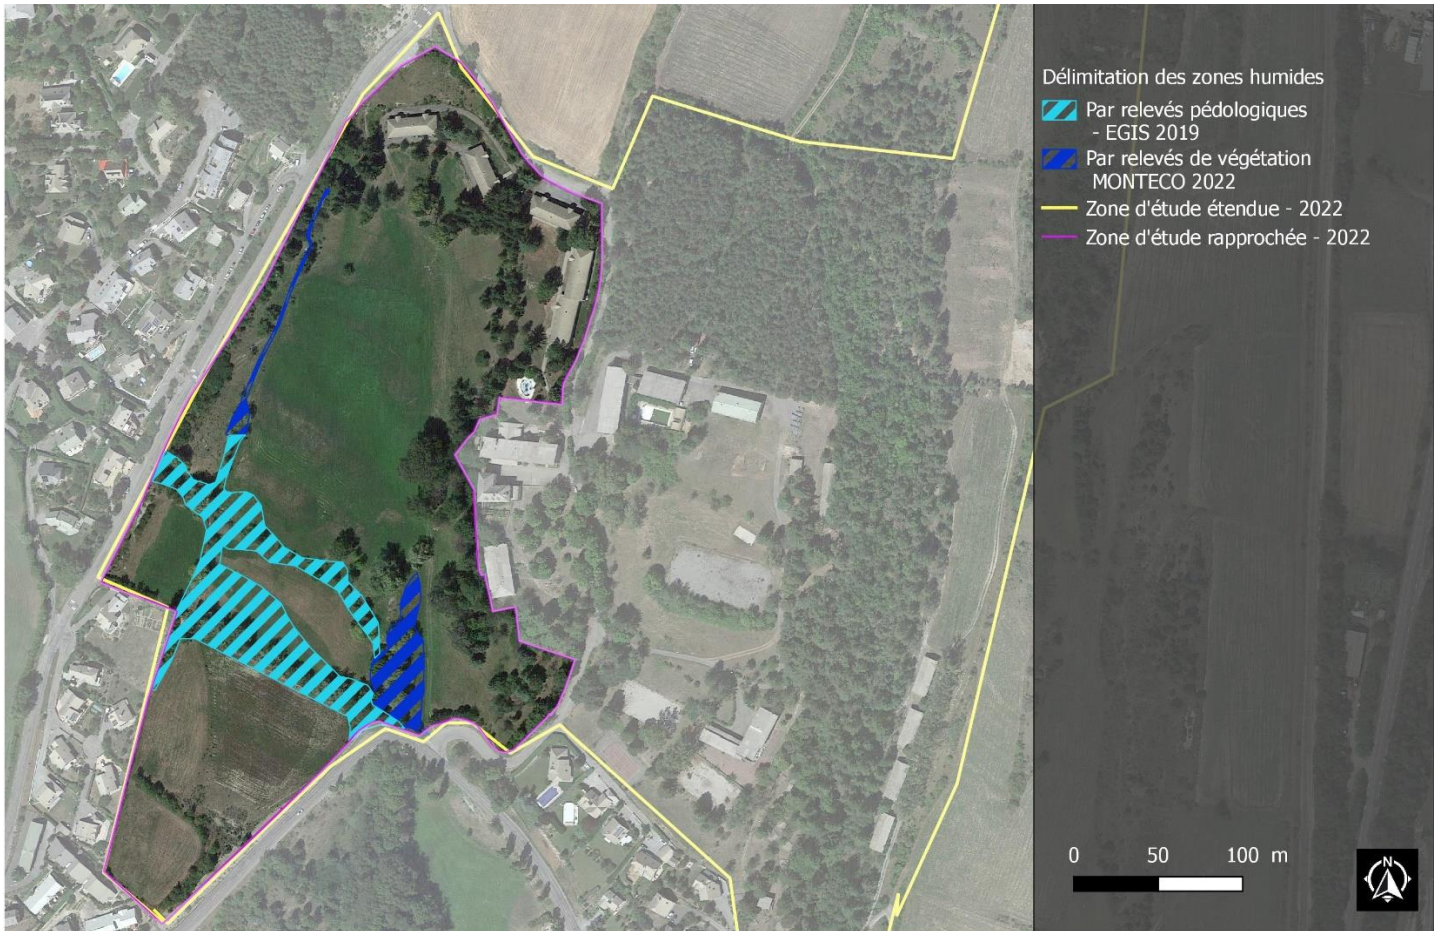 Délimitation des zones humides
Par relevés pédologiques
- EGIS 2019
Par relevés de végétation
MONTECO 2022
Zone d'étude étendue - 2022
Zone d'étude rapprochée - 2022
0 50 100 m
N